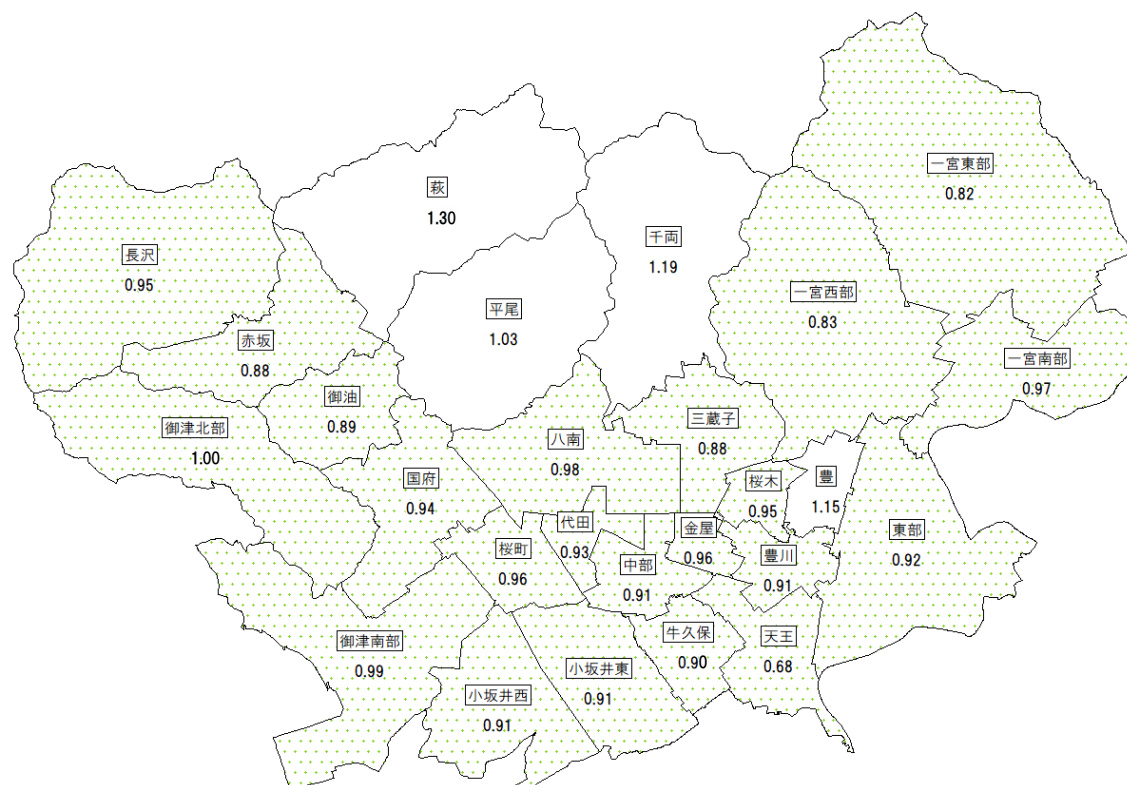 一宮東部
0.82
萩
1.30
千両
1.19
長沢
0.95
一宮西部
0.83
平尾
1.03
赤坂
0.88
一宮南部
0.97
御油
0.89
三蔵子
0.88
御津北部
1.00
八南
0.98
国府
0.94
桜木
0.95
豊
1.15
代田
0.93
金屋
0.96
東部
0.92
桜町
0.96
中部
0.91
豊川
0.91
御津南部
0.99
牛久保
0.90
天王
0.68
小坂井東
0.91
小坂井西
0.91